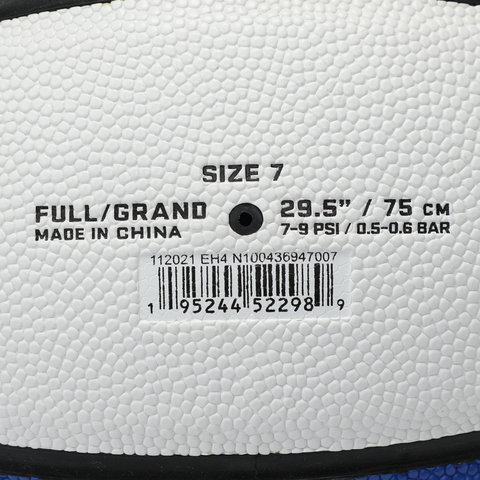 SIZE 7
FULL/GRAND 29.5” / 75 CM
MADE IN CHINA 7-9 PSI / 0.5-0.6 BAR
112021 EH4 N100436947007
1 95244 52298 9